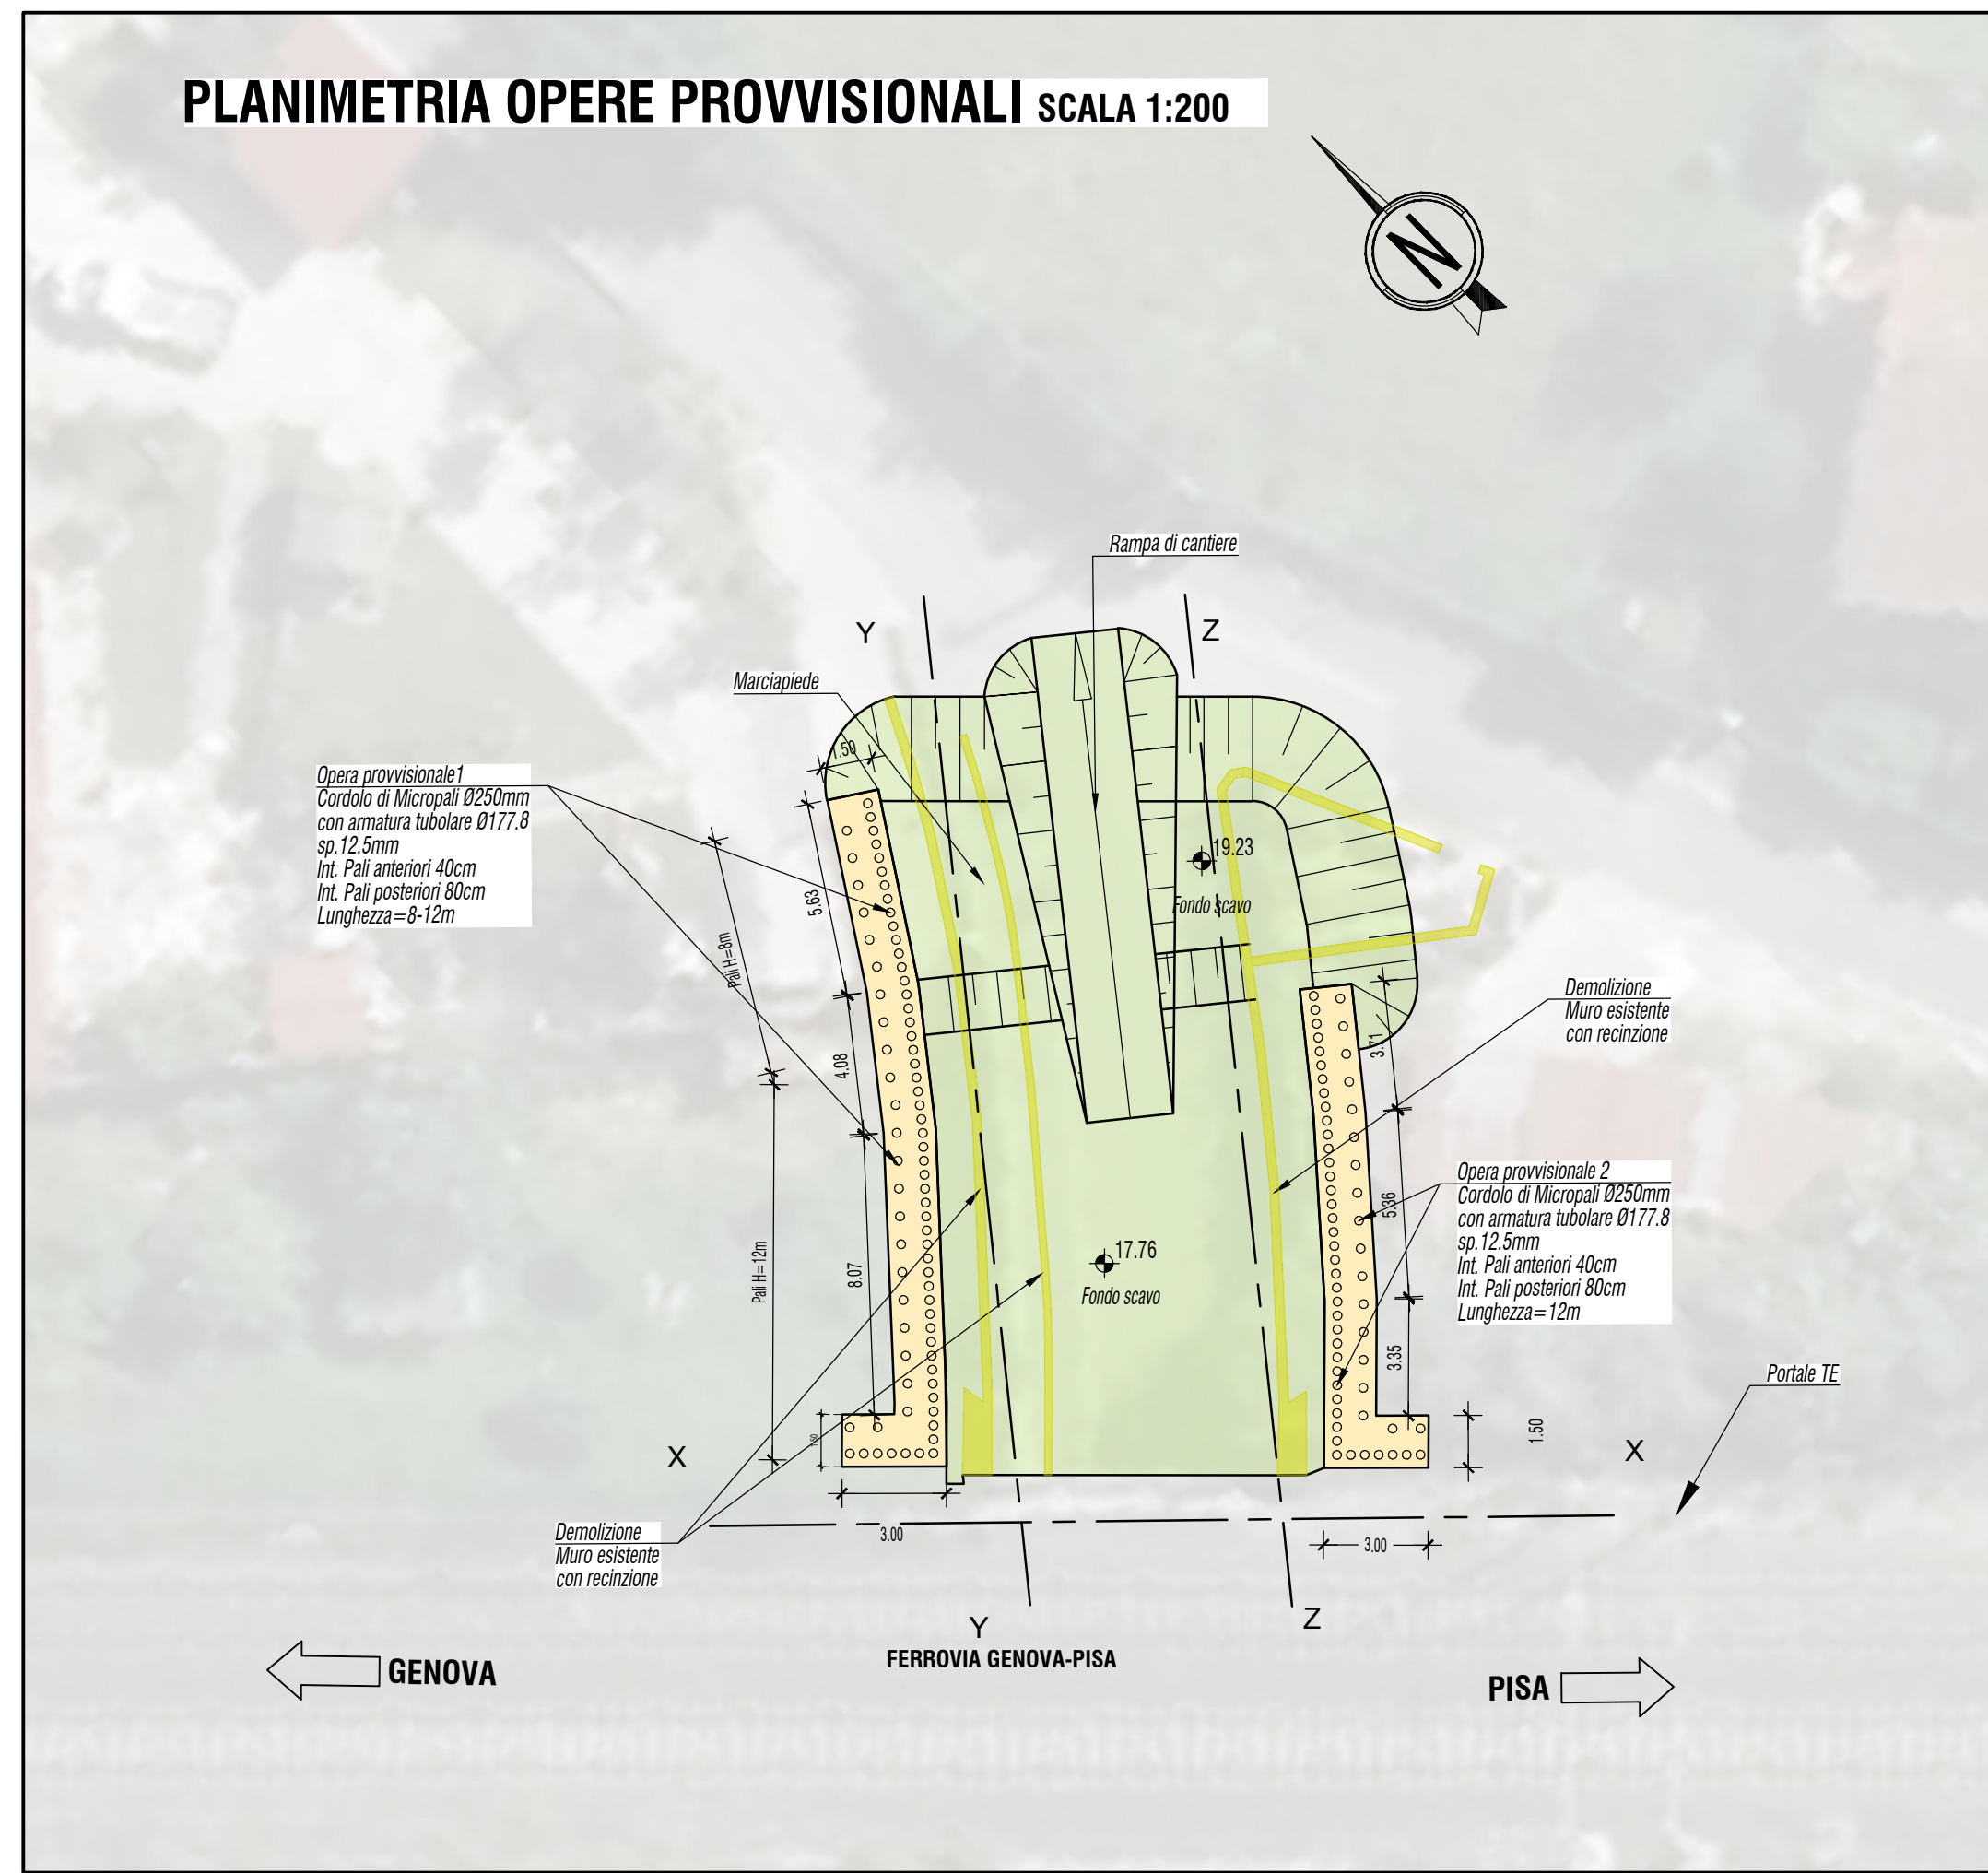 PLANIMETRIA OPERE PROVVISIONALI SCALA 1:200
N
Rampa di cantiere
Y
Z
Marciapiede
1.50
Opera provvisionale1
Cordolo di Micropali Ø250mm
con armatura tubolare Ø177.8
sp.12.5mm
Int. Pali anteriori 40cm
Int. Pali posteriori 80cm
Lunghezza=8-12m
19.23
Fondo scavo
5.63
Pali H=8m
Demolizione
Muro esistente
con recinzione
3.71
4.08
Opera provvisionale 2
Cordolo di Micropali Ø250mm
con armatura tubolare Ø177.8
sp.12.5mm
Int. Pali anteriori 40cm
Int. Pali posteriori 80cm
Lunghezza=12m
5.36
17.76
Fondo scavo
8.07
Pali H=12m
3.35
Portale TE
1.50
1.50
X
X
3.00
3.00
Demolizione
Muro esistente
con recinzione
Y
Z
FERROVIA GENOVA-PISA
GENOVA
PISA